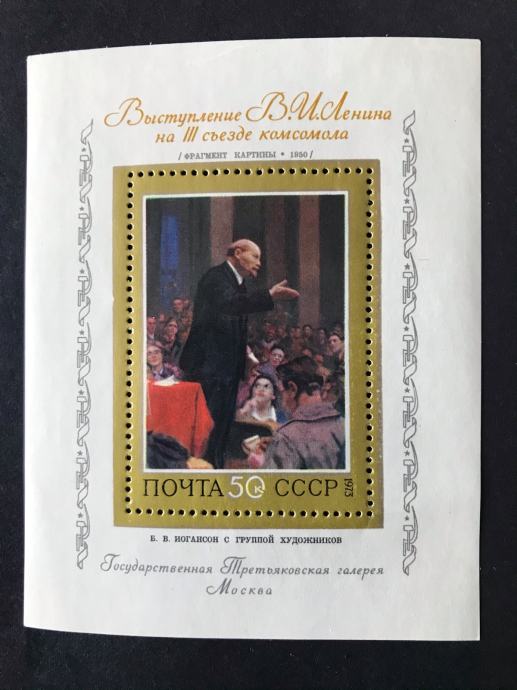 Выступление В.И.Ленина
на III съезде комсомола
/ФРАГМЕНТ КАРТИНЫ • 1950/
ПОЧТА 50к СССР
1973
Б. В. ИОГАНСОН С ГРУППОЙ ХУДОЖНИКОВ
Государственная Третьяковская галерея
Москва